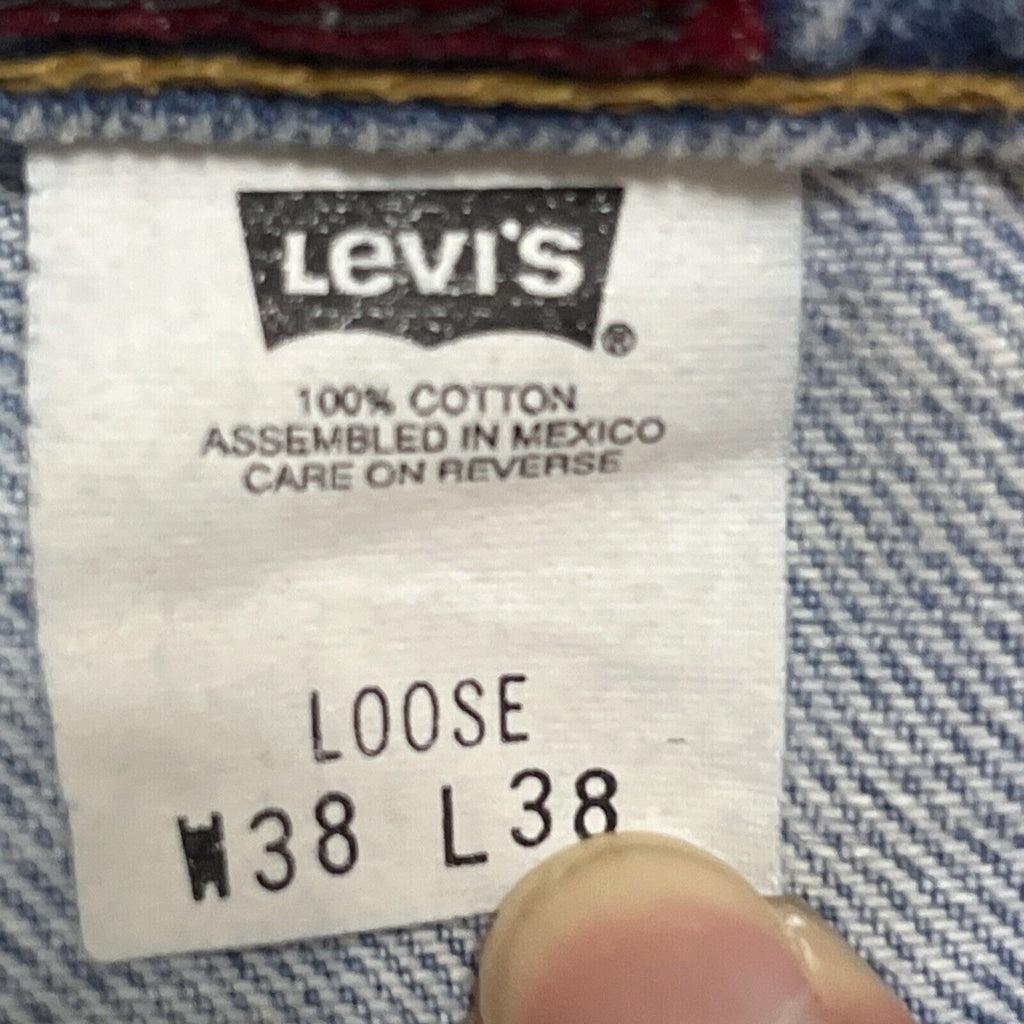 Levi's ®
100% COTTON
ASSEMBLED IN MEXICO
CARE ON REVERSE
LOOSE
W38 L38